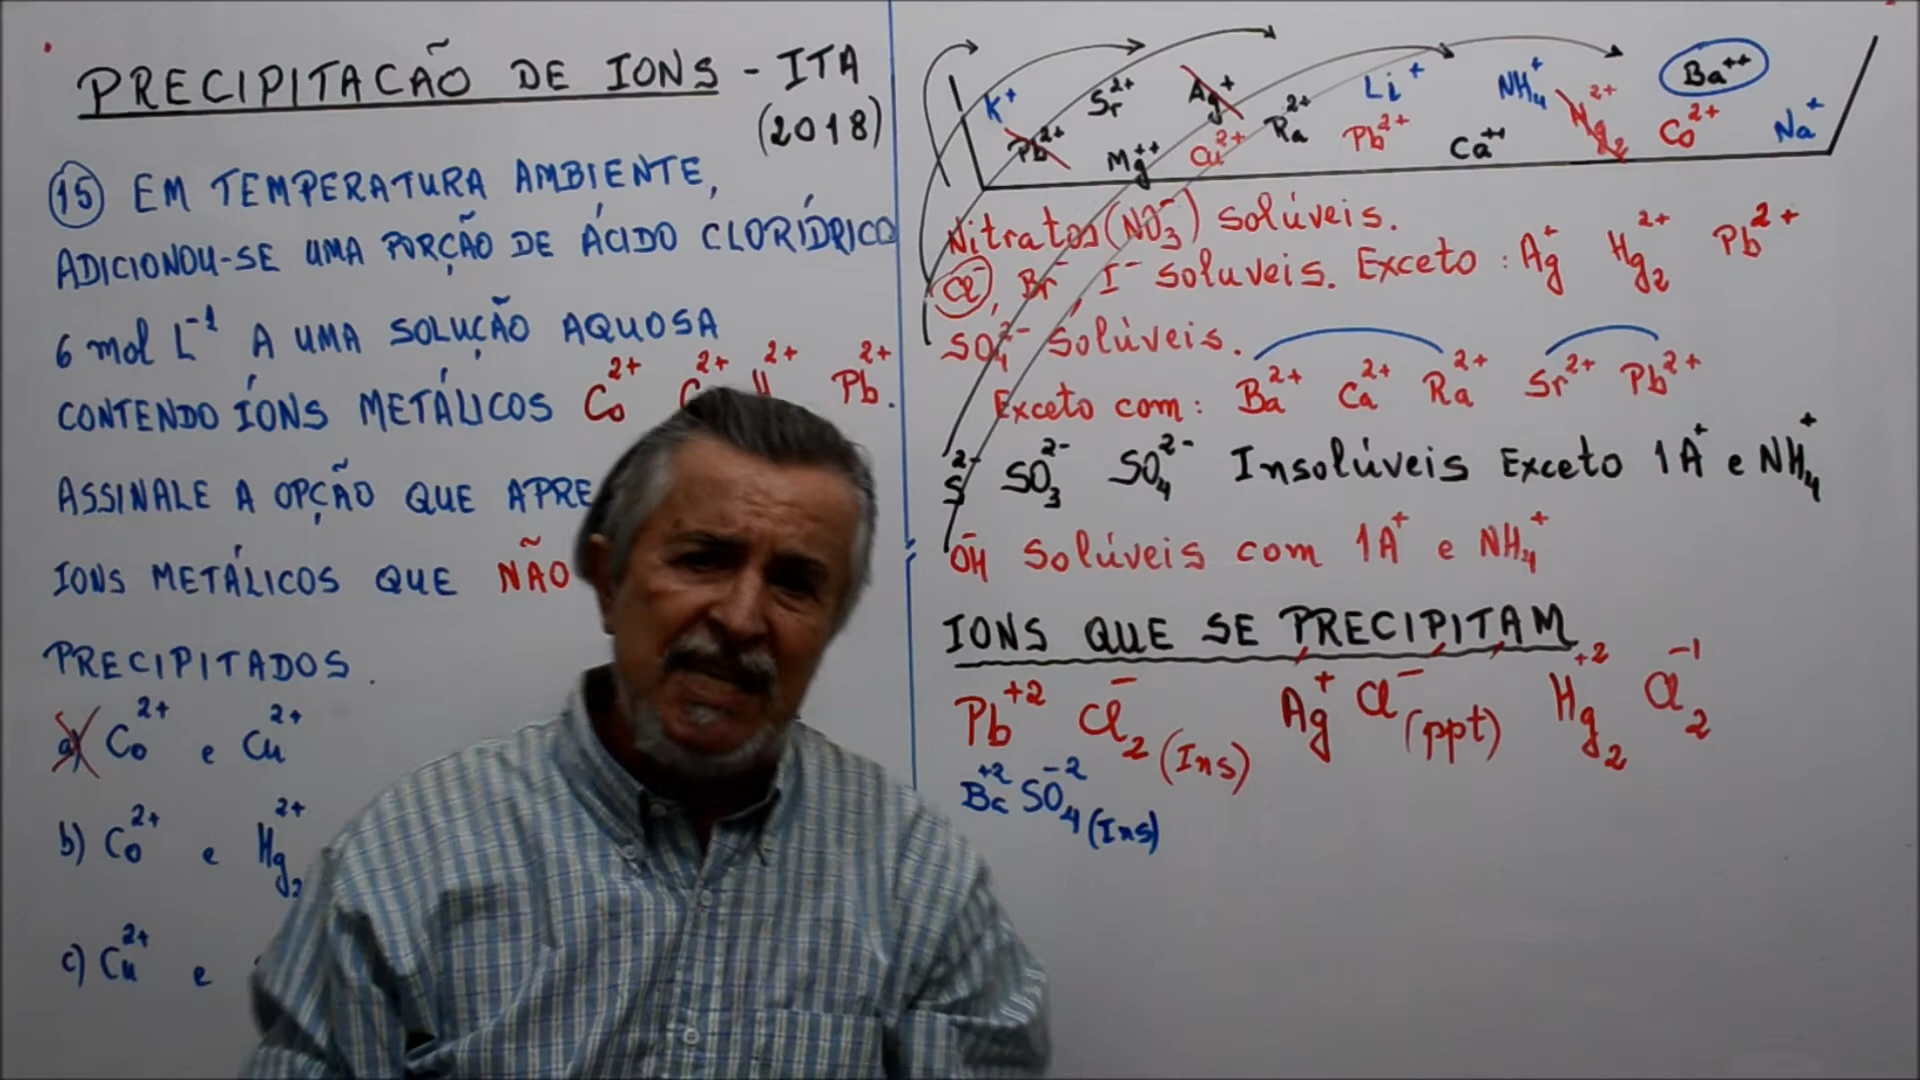 PRECIPITACÃO DE IONS - ITA
(2018)
15 EM TEMPERATURA AMBIENTE,
ADICIONOU-SE UMA PORÇÃO DE ÁCIDO CLORÍDRICO
6 mol L⁻¹ A UMA SOLUÇÃO AQUOSA
CONTENDO ÍONS METÁLICOS Co²⁺ 2+ 2+ Pb²⁺.
ASSINALE A OPÇÃO QUE APRE
IONS METÁLICOS QUE NÃO
PRECIPITADOS.
a) Co²⁺ e Cu²⁺
b) Co²⁺ e Hg₂²⁺
c) Cu²⁺ e
K⁺ Sr²⁺ Ag⁺ Li⁺ NH₄⁺ Hg₂²⁺ Ba⁺⁺
Pb²⁺ Mg⁺⁺ Cu²⁺ Ra²⁺ Pb²⁺ Ca⁺⁺ Co²⁺ Na⁺
Nitratos (NO₃⁻) solúveis.
Cl⁻, Br⁻, I⁻ soluveis. Exceto: Ag⁺ Hg₂²⁺ Pb²⁺
SO₄²⁻ Solúveis.
Exceto com: Ba²⁺ Ca²⁺ Ra²⁺ Sr²⁺ Pb²⁺
S²⁻ SO₃²⁻ SO₄²⁻ Insolúveis Exceto 1A⁺ e NH₄⁺
OH⁻ Solúveis com 1A⁺ e NH₄⁺
IONS QUE SE PRECIPITAM
Pb⁺² Cl₂⁻ (Ins) Ag⁺ Cl⁻ (ppt) Hg₂⁺² Cl₂⁻¹
Ba⁺² SO₄⁻² (Ins)